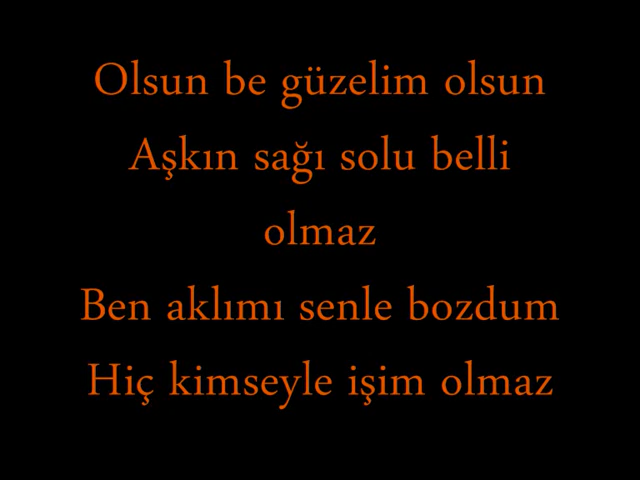 Olsun be güzelim olsun
Aşkın sağı solu belli
olmaz
Ben aklımı senle bozdum
Hiç kimseyle işim olmaz